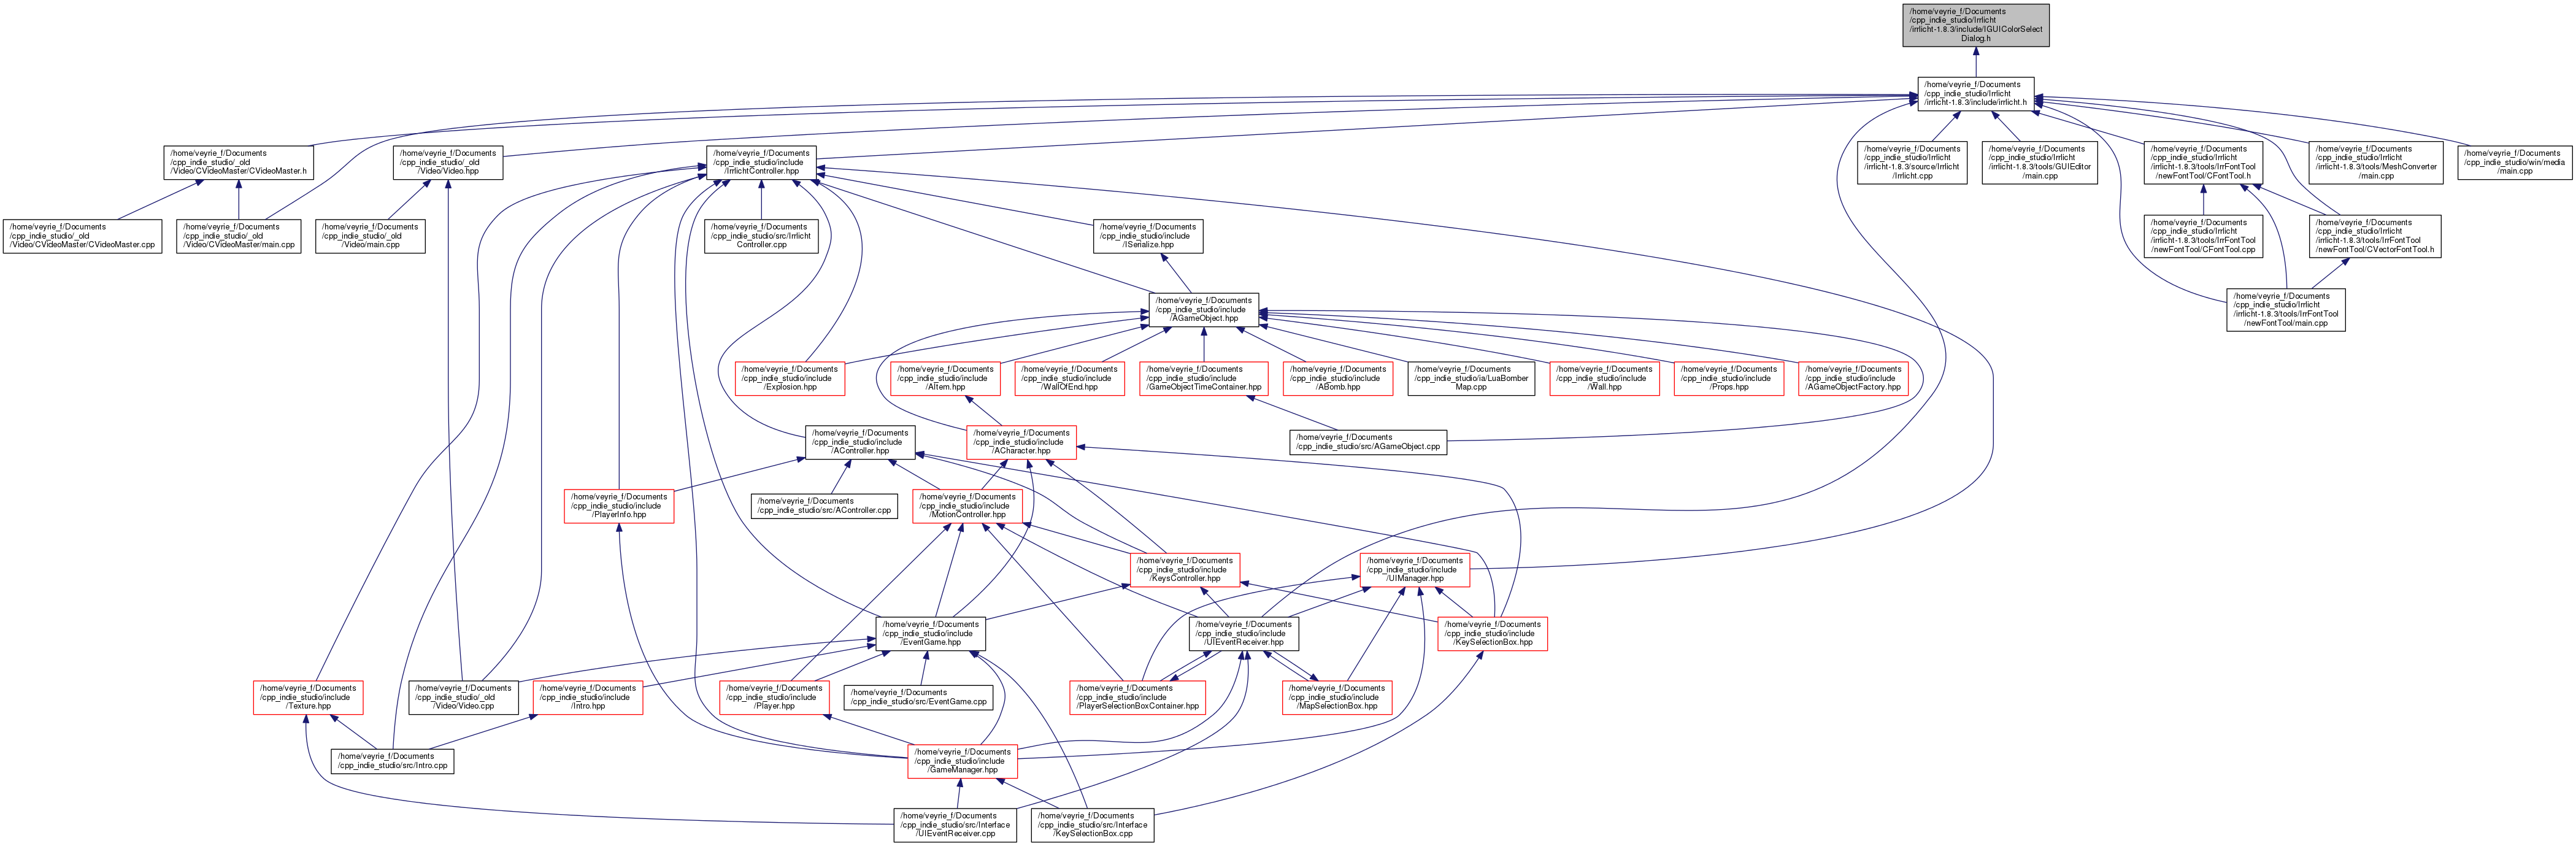 /home/veyrie_f/Documents
/cpp_indie_studio/Irrlicht
/irrlicht-1.8.3/include/IGUIColorSelect
Dialog.h
/home/veyrie_f/Documents
/cpp_indie_studio/Irrlicht
/irrlicht-1.8.3/include/irrlicht.h
/home/veyrie_f/Documents
/cpp_indie_studio/_old
/Video/CVideoMaster/CVideoMaster.h
/home/veyrie_f/Documents
/cpp_indie_studio/_old
/Video/Video.hpp
/home/veyrie_f/Documents
/cpp_indie_studio/include
/IrrlichtController.hpp
/home/veyrie_f/Documents
/cpp_indie_studio/Irrlicht
/irrlicht-1.8.3/source/Irrlicht
/Irrlicht.cpp
/home/veyrie_f/Documents
/cpp_indie_studio/Irrlicht
/irrlicht-1.8.3/tools/GUIEditor
/main.cpp
/home/veyrie_f/Documents
/cpp_indie_studio/Irrlicht
/irrlicht-1.8.3/tools/IrrFontTool
/newFontTool/CFontTool.h
/home/veyrie_f/Documents
/cpp_indie_studio/Irrlicht
/irrlicht-1.8.3/tools/MeshConverter
/main.cpp
/home/veyrie_f/Documents
/cpp_indie_studio/win/media
/main.cpp
/home/veyrie_f/Documents
/cpp_indie_studio/_old
/Video/CVideoMaster/CVideoMaster.cpp
/home/veyrie_f/Documents
/cpp_indie_studio/_old
/Video/CVideoMaster/main.cpp
/home/veyrie_f/Documents
/cpp_indie_studio/_old
/Video/main.cpp
/home/veyrie_f/Documents
/cpp_indie_studio/src/Irrlicht
Controller.cpp
/home/veyrie_f/Documents
/cpp_indie_studio/include
/ISerialize.hpp
/home/veyrie_f/Documents
/cpp_indie_studio/Irrlicht
/irrlicht-1.8.3/tools/IrrFontTool
/newFontTool/CFontTool.cpp
/home/veyrie_f/Documents
/cpp_indie_studio/Irrlicht
/irrlicht-1.8.3/tools/IrrFontTool
/newFontTool/CVectorFontTool.h
/home/veyrie_f/Documents
/cpp_indie_studio/include
/AGameObject.hpp
/home/veyrie_f/Documents
/cpp_indie_studio/Irrlicht
/irrlicht-1.8.3/tools/IrrFontTool
/newFontTool/main.cpp
/home/veyrie_f/Documents
/cpp_indie_studio/include
/Explosion.hpp
/home/veyrie_f/Documents
/cpp_indie_studio/include
/AItem.hpp
/home/veyrie_f/Documents
/cpp_indie_studio/include
/WallOfEnd.hpp
/home/veyrie_f/Documents
/cpp_indie_studio/include
/GameObjectTimeContainer.hpp
/home/veyrie_f/Documents
/cpp_indie_studio/include
/ABomb.hpp
/home/veyrie_f/Documents
/cpp_indie_studio/ia/LuaBomber
Map.cpp
/home/veyrie_f/Documents
/cpp_indie_studio/include
/Wall.hpp
/home/veyrie_f/Documents
/cpp_indie_studio/include
/Props.hpp
/home/veyrie_f/Documents
/cpp_indie_studio/include
/AGameObjectFactory.hpp
/home/veyrie_f/Documents
/cpp_indie_studio/include
/AController.hpp
/home/veyrie_f/Documents
/cpp_indie_studio/include
/ACharacter.hpp
/home/veyrie_f/Documents
/cpp_indie_studio/src/AGameObject.cpp
/home/veyrie_f/Documents
/cpp_indie_studio/include
/PlayerInfo.hpp
/home/veyrie_f/Documents
/cpp_indie_studio/src/AController.cpp
/home/veyrie_f/Documents
/cpp_indie_studio/include
/MotionController.hpp
/home/veyrie_f/Documents
/cpp_indie_studio/include
/KeysController.hpp
/home/veyrie_f/Documents
/cpp_indie_studio/include
/UIManager.hpp
/home/veyrie_f/Documents
/cpp_indie_studio/include
/EventGame.hpp
/home/veyrie_f/Documents
/cpp_indie_studio/include
/UIEventReceiver.hpp
/home/veyrie_f/Documents
/cpp_indie_studio/include
/KeySelectionBox.hpp
/home/veyrie_f/Documents
/cpp_indie_studio/include
/Texture.hpp
/home/veyrie_f/Documents
/cpp_indie_studio/_old
/Video/Video.cpp
/home/veyrie_f/Documents
/cpp_indie_studio/include
/Intro.hpp
/home/veyrie_f/Documents
/cpp_indie_studio/include
/Player.hpp
/home/veyrie_f/Documents
/cpp_indie_studio/src/EventGame.cpp
/home/veyrie_f/Documents
/cpp_indie_studio/include
/PlayerSelectionBoxContainer.hpp
/home/veyrie_f/Documents
/cpp_indie_studio/include
/MapSelectionBox.hpp
/home/veyrie_f/Documents
/cpp_indie_studio/src/Intro.cpp
/home/veyrie_f/Documents
/cpp_indie_studio/include
/GameManager.hpp
/home/veyrie_f/Documents
/cpp_indie_studio/src/Interface
/UIEventReceiver.cpp
/home/veyrie_f/Documents
/cpp_indie_studio/src/Interface
/KeySelectionBox.cpp